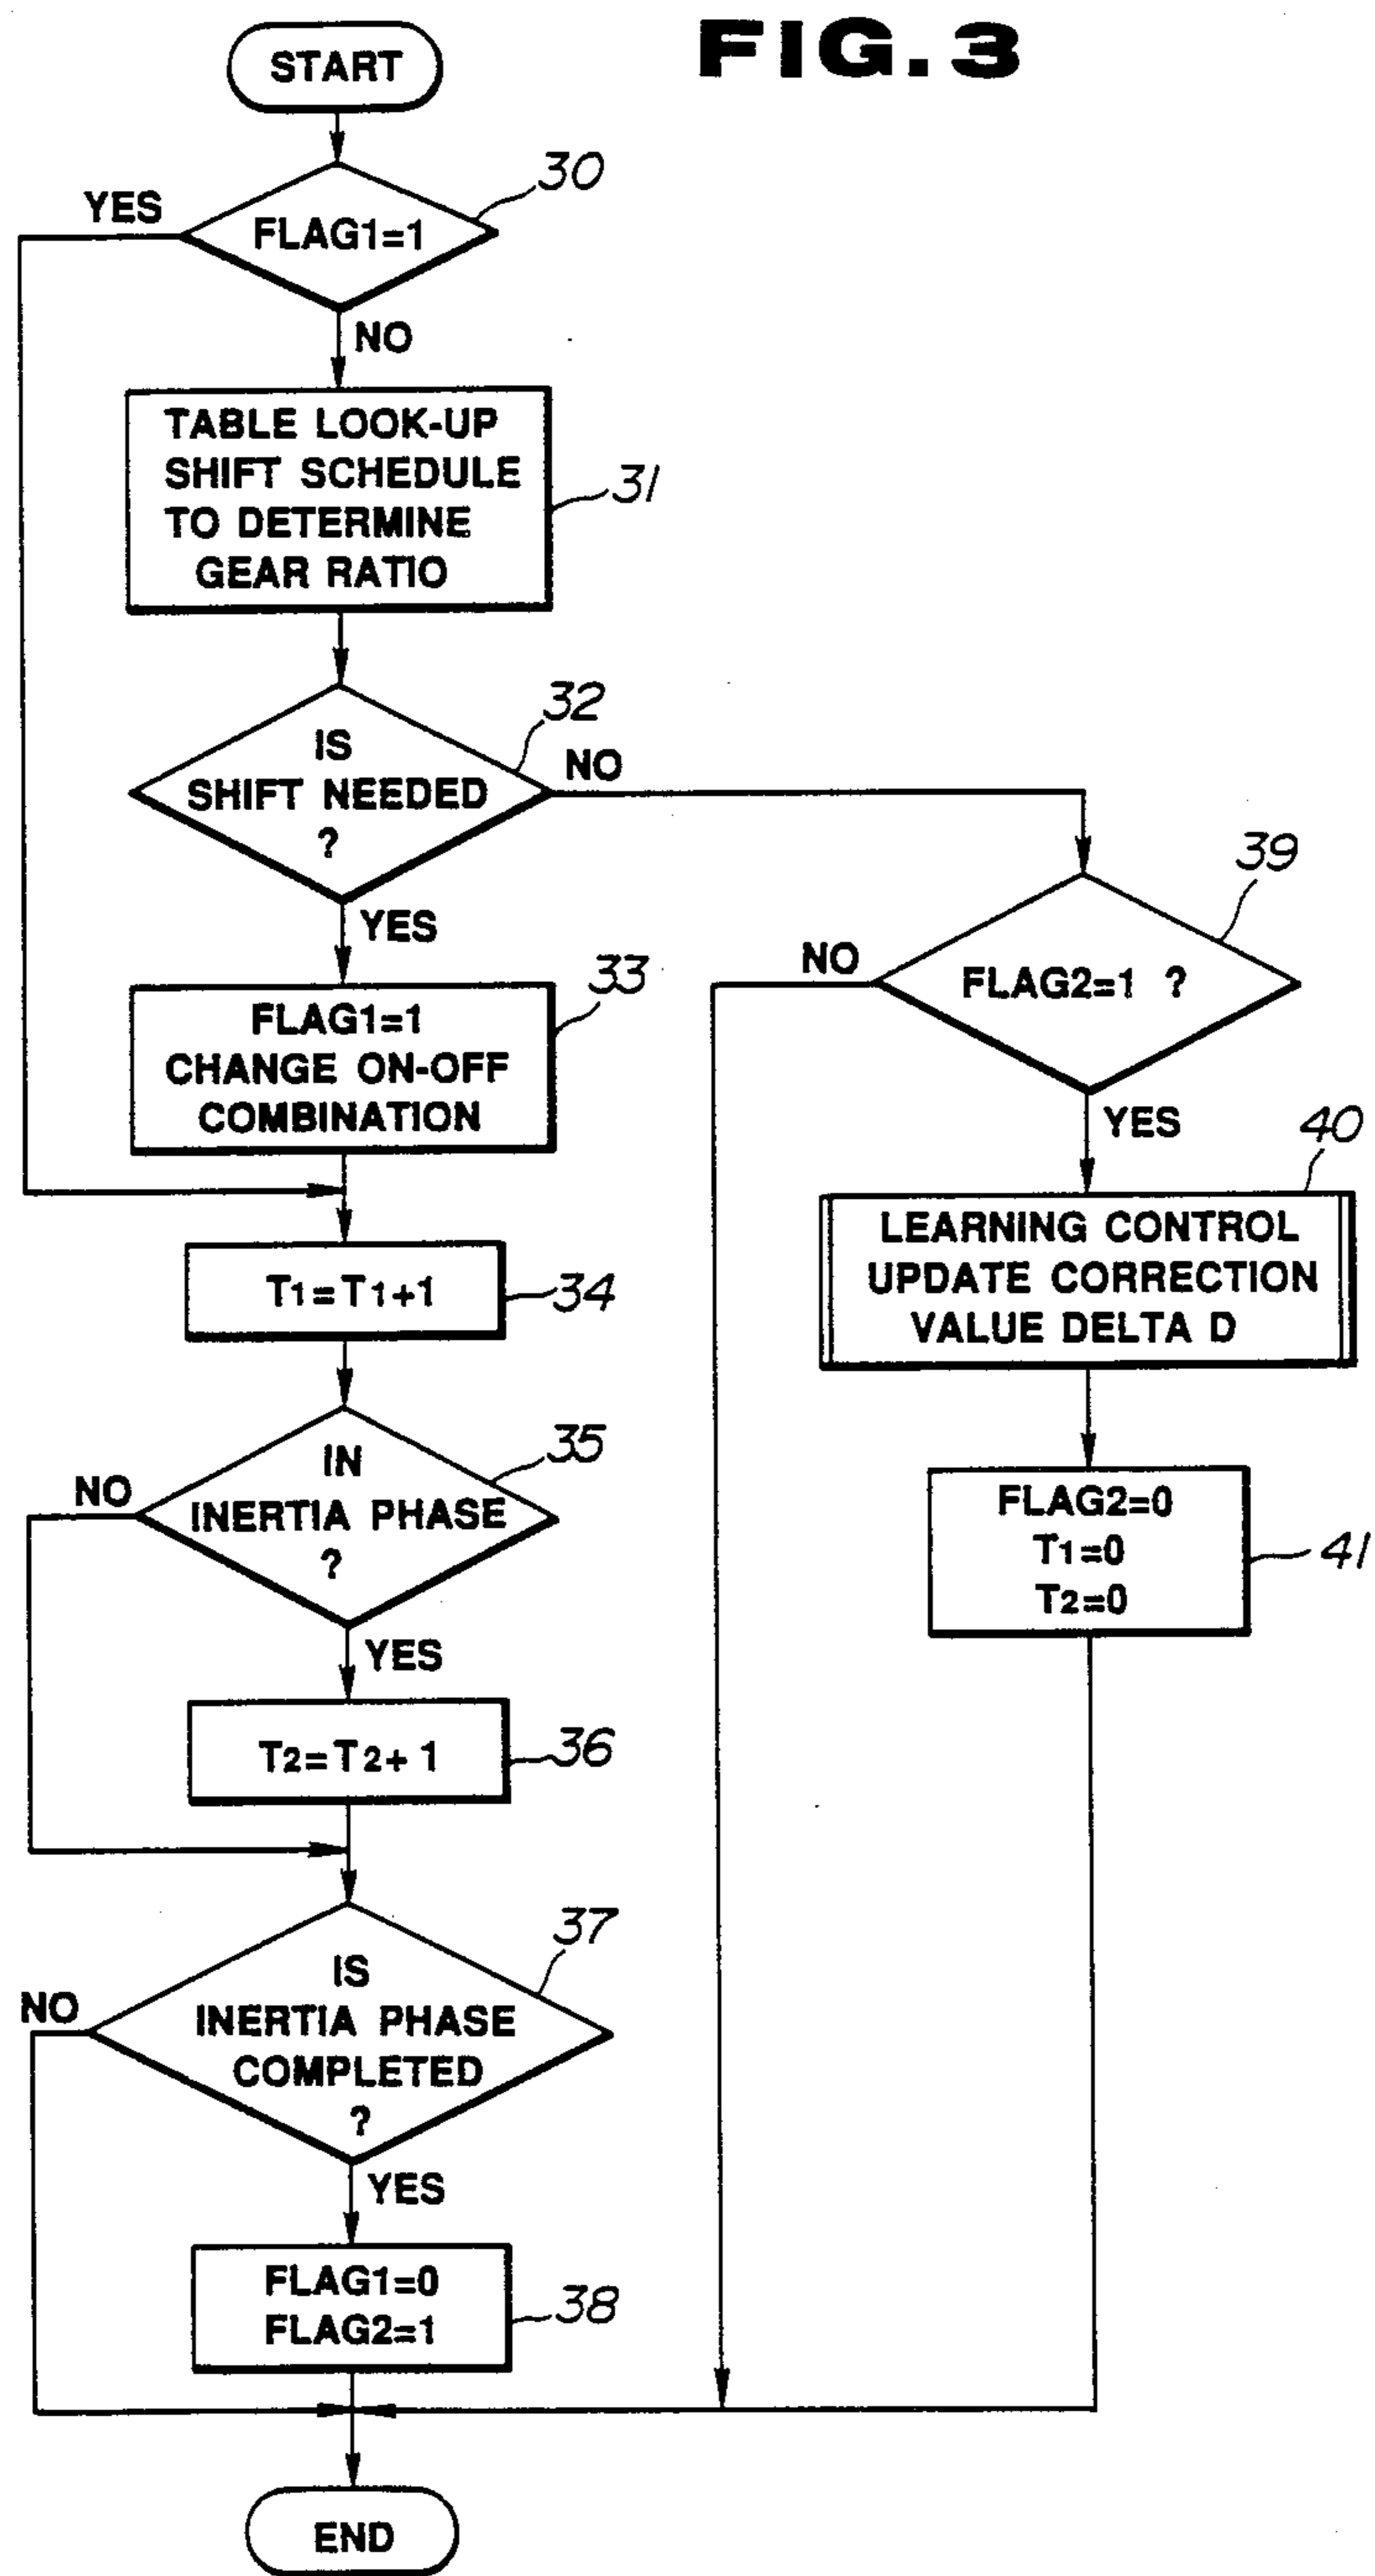 FIG. 3
START
30
YES
FLAG1=1
NO
TABLE LOOK-UP
SHIFT SCHEDULE
TO DETERMINE
GEAR RATIO
31
32
IS
SHIFT NEEDED
?
NO
YES
33
FLAG1=1
CHANGE ON-OFF
COMBINATION
T1=T1+1
34
35
IN
INERTIA PHASE
?
NO
YES
T2=T2+1
36
37
IS
INERTIA PHASE
COMPLETED
?
NO
YES
FLAG1=0
FLAG2=1
38
39
NO
FLAG2=1 ?
YES
40
LEARNING CONTROL
UPDATE CORRECTION
VALUE DELTA D
FLAG2=0
T1=0
T2=0
41
END